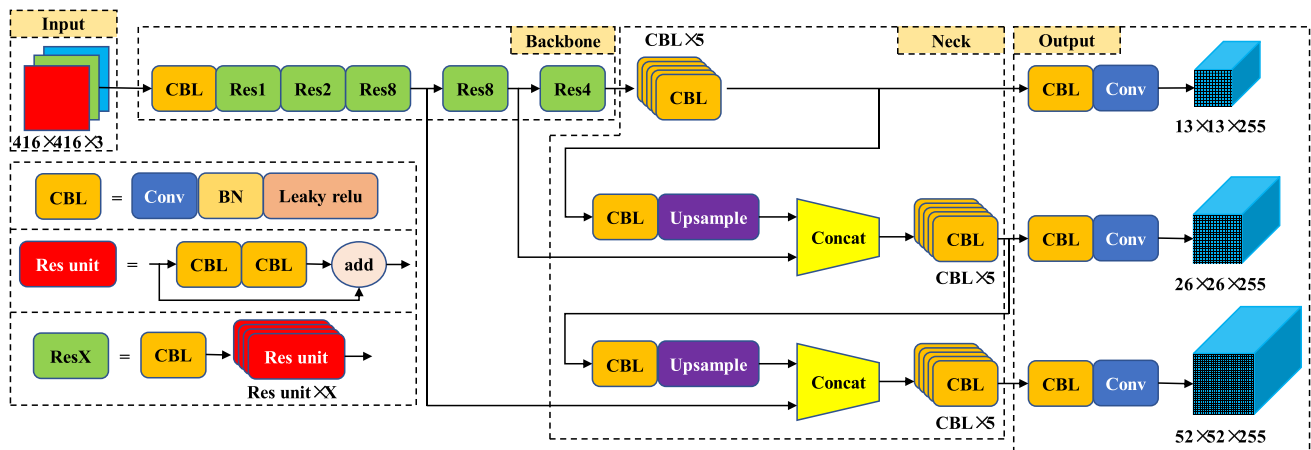 Input
416×416×3
Backbone
CBL
Res1
Res2
Res8
Res8
Res4
Neck
CBL×5
CBL
CBL
Upsample
Concat
CBL
CBL×5
CBL
Upsample
Concat
CBL
CBL×5
Output
CBL
Conv
13×13×255
CBL
Conv
26×26×255
CBL
Conv
52×52×255
CBL
=
Conv
BN
Leaky relu
Res unit
=
CBL
CBL
add
ResX
=
CBL
Res unit
Res unit×X